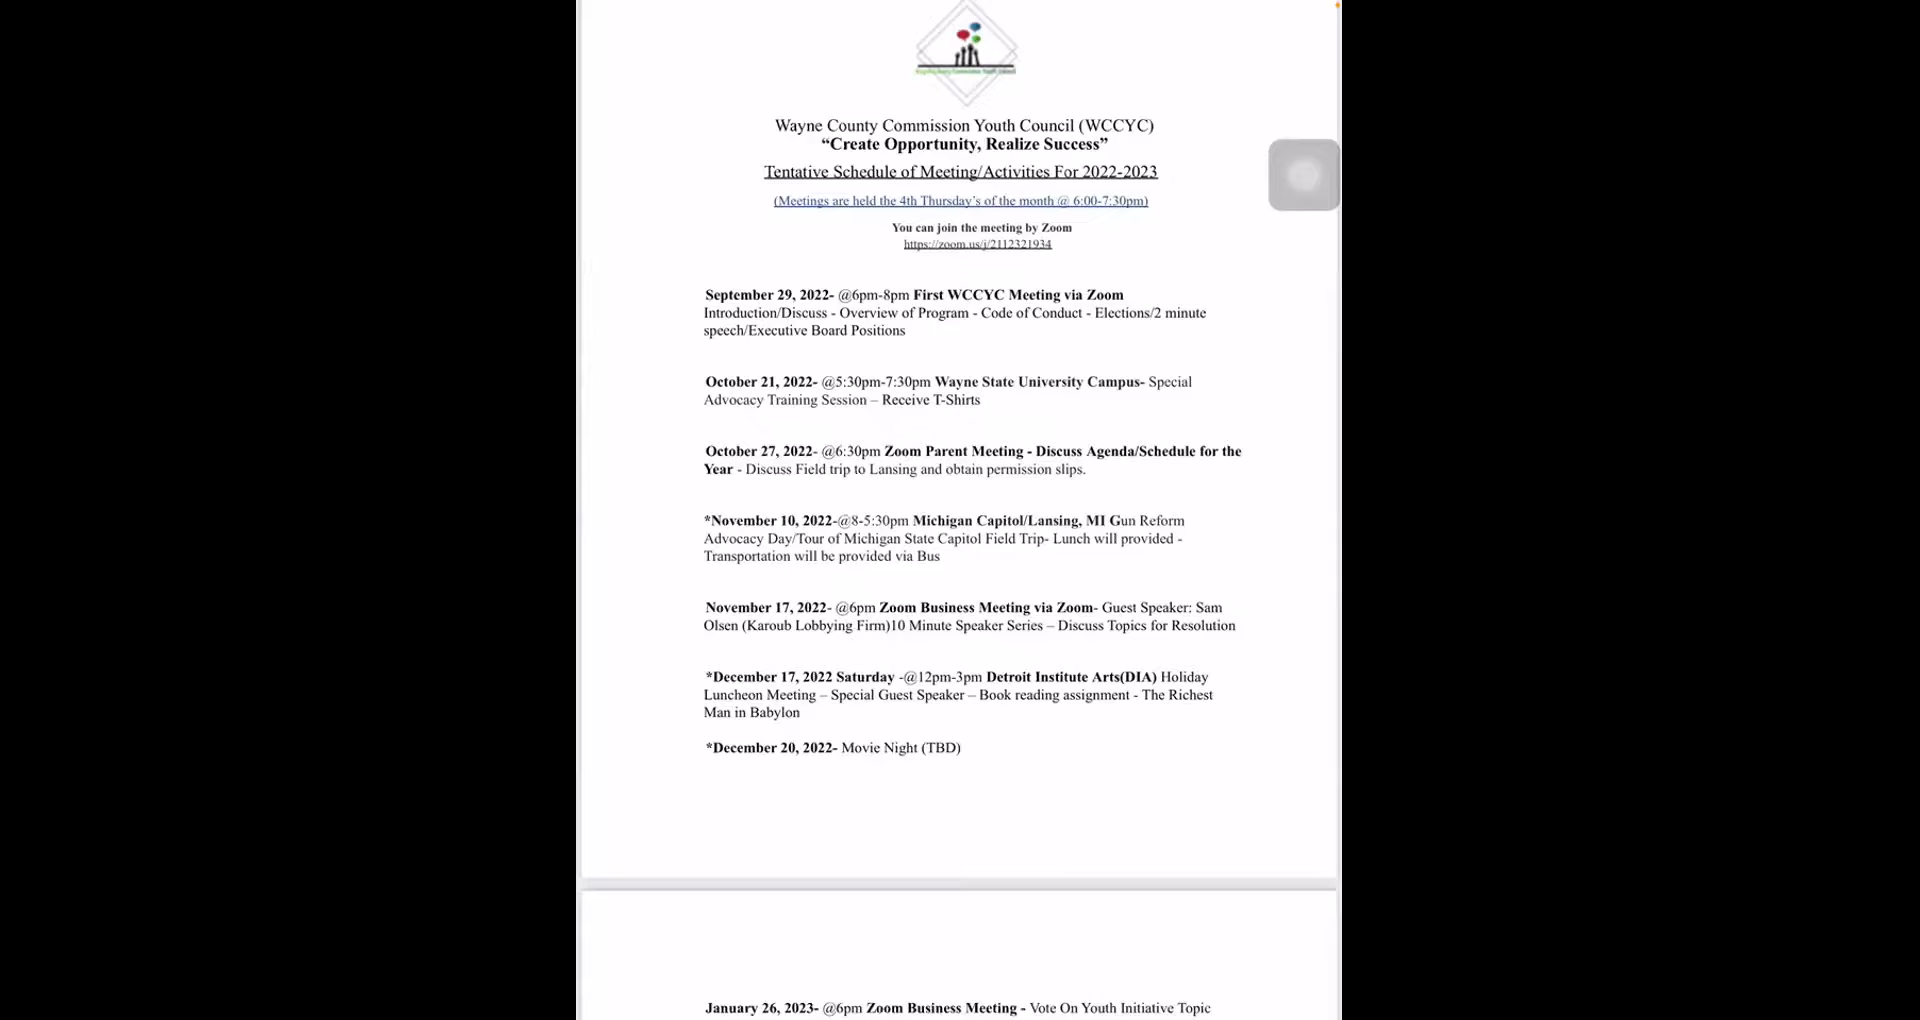 Wayne County Commission Youth Council (WCCYC)
“Create Opportunity, Realize Success”
Tentative Schedule of Meeting/Activities For 2022-2023
(Meetings are held the 4th Thursday’s of the month @ 6:00-7:30pm)
You can join the meeting by Zoom
https://zoom.us/j/2112321934
September 29, 2022- @6pm-8pm First WCCYC Meeting via Zoom
Introduction/Discuss - Overview of Program - Code of Conduct - Elections/2 minute
speech/Executive Board Positions
October 21, 2022- @5:30pm-7:30pm Wayne State University Campus- Special
Advocacy Training Session – Receive T-Shirts
October 27, 2022- @6:30pm Zoom Parent Meeting - Discuss Agenda/Schedule for the
Year - Discuss Field trip to Lansing and obtain permission slips.
*November 10, 2022-@8-5:30pm Michigan Capitol/Lansing, MI Gun Reform
Advocacy Day/Tour of Michigan State Capitol Field Trip- Lunch will provided -
Transportation will be provided via Bus
November 17, 2022- @6pm Zoom Business Meeting via Zoom- Guest Speaker: Sam
Olsen (Karoub Lobbying Firm)10 Minute Speaker Series – Discuss Topics for Resolution
*December 17, 2022 Saturday -@12pm-3pm Detroit Institute Arts(DIA) Holiday
Luncheon Meeting – Special Guest Speaker – Book reading assignment - The Richest
Man in Babylon
*December 20, 2022- Movie Night (TBD)
January 26, 2023- @6pm Zoom Business Meeting - Vote On Youth Initiative Topic